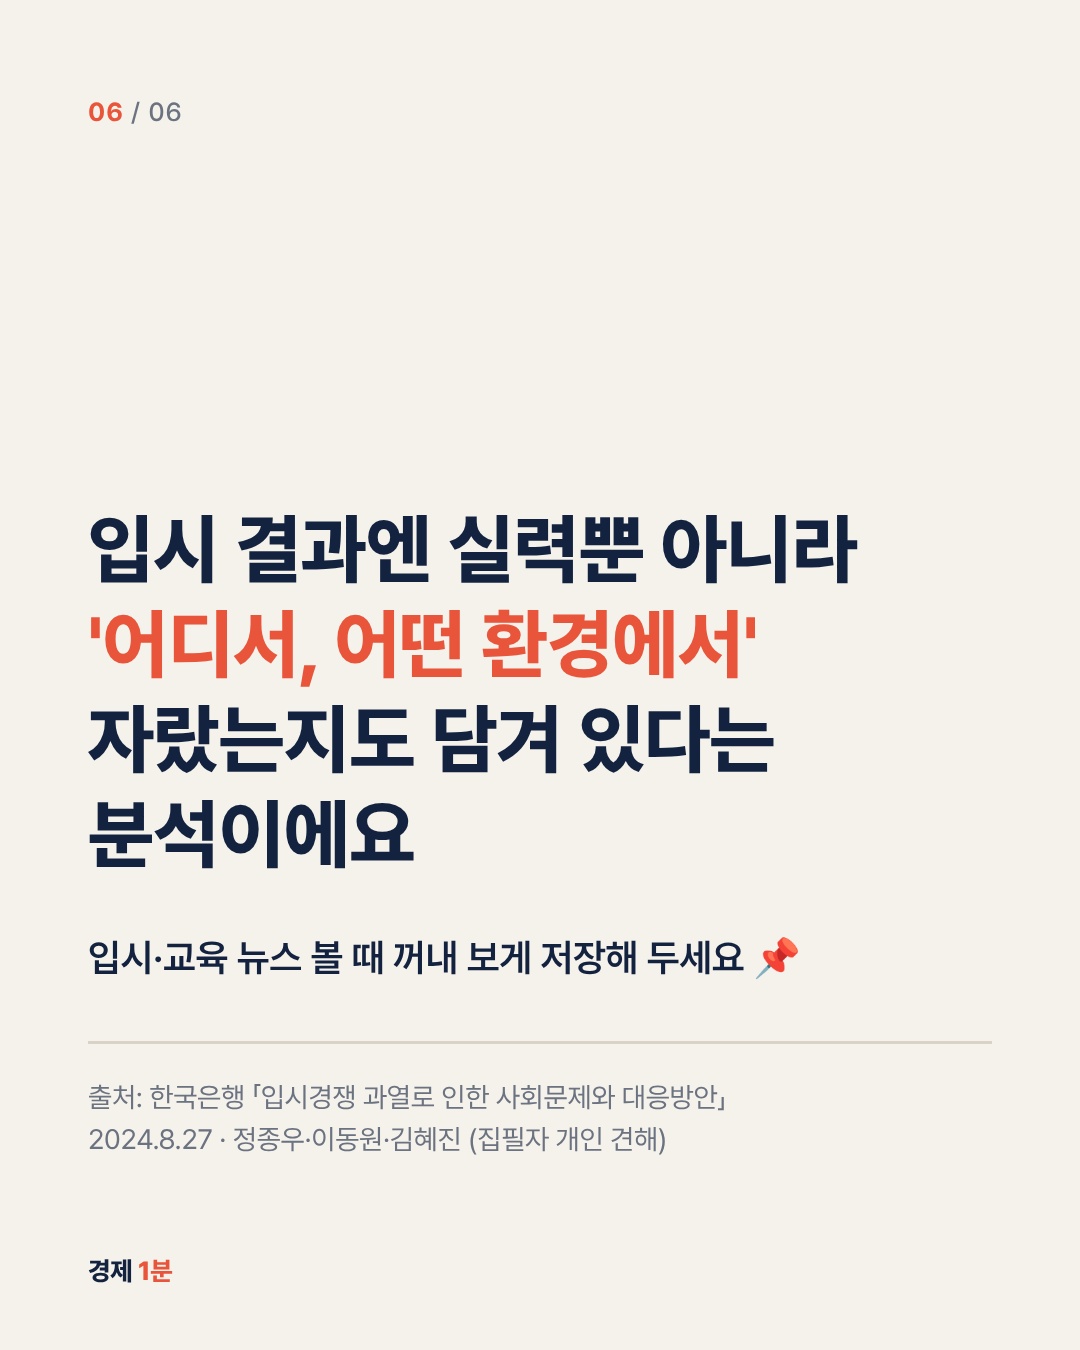 06 / 06
입시 결과엔 실력뿐 아니라
'어디서, 어떤 환경에서'
자랐는지도 담겨 있다는
분석이에요
입시·교육 뉴스 볼 때 꺼내 보게 저장해 두세요 📌
출처: 한국은행 「입시경쟁 과열로 인한 사회문제와 대응방안」
2024.8.27 · 정종우·이동원·김혜진 (집필자 개인 견해)
경제 1분